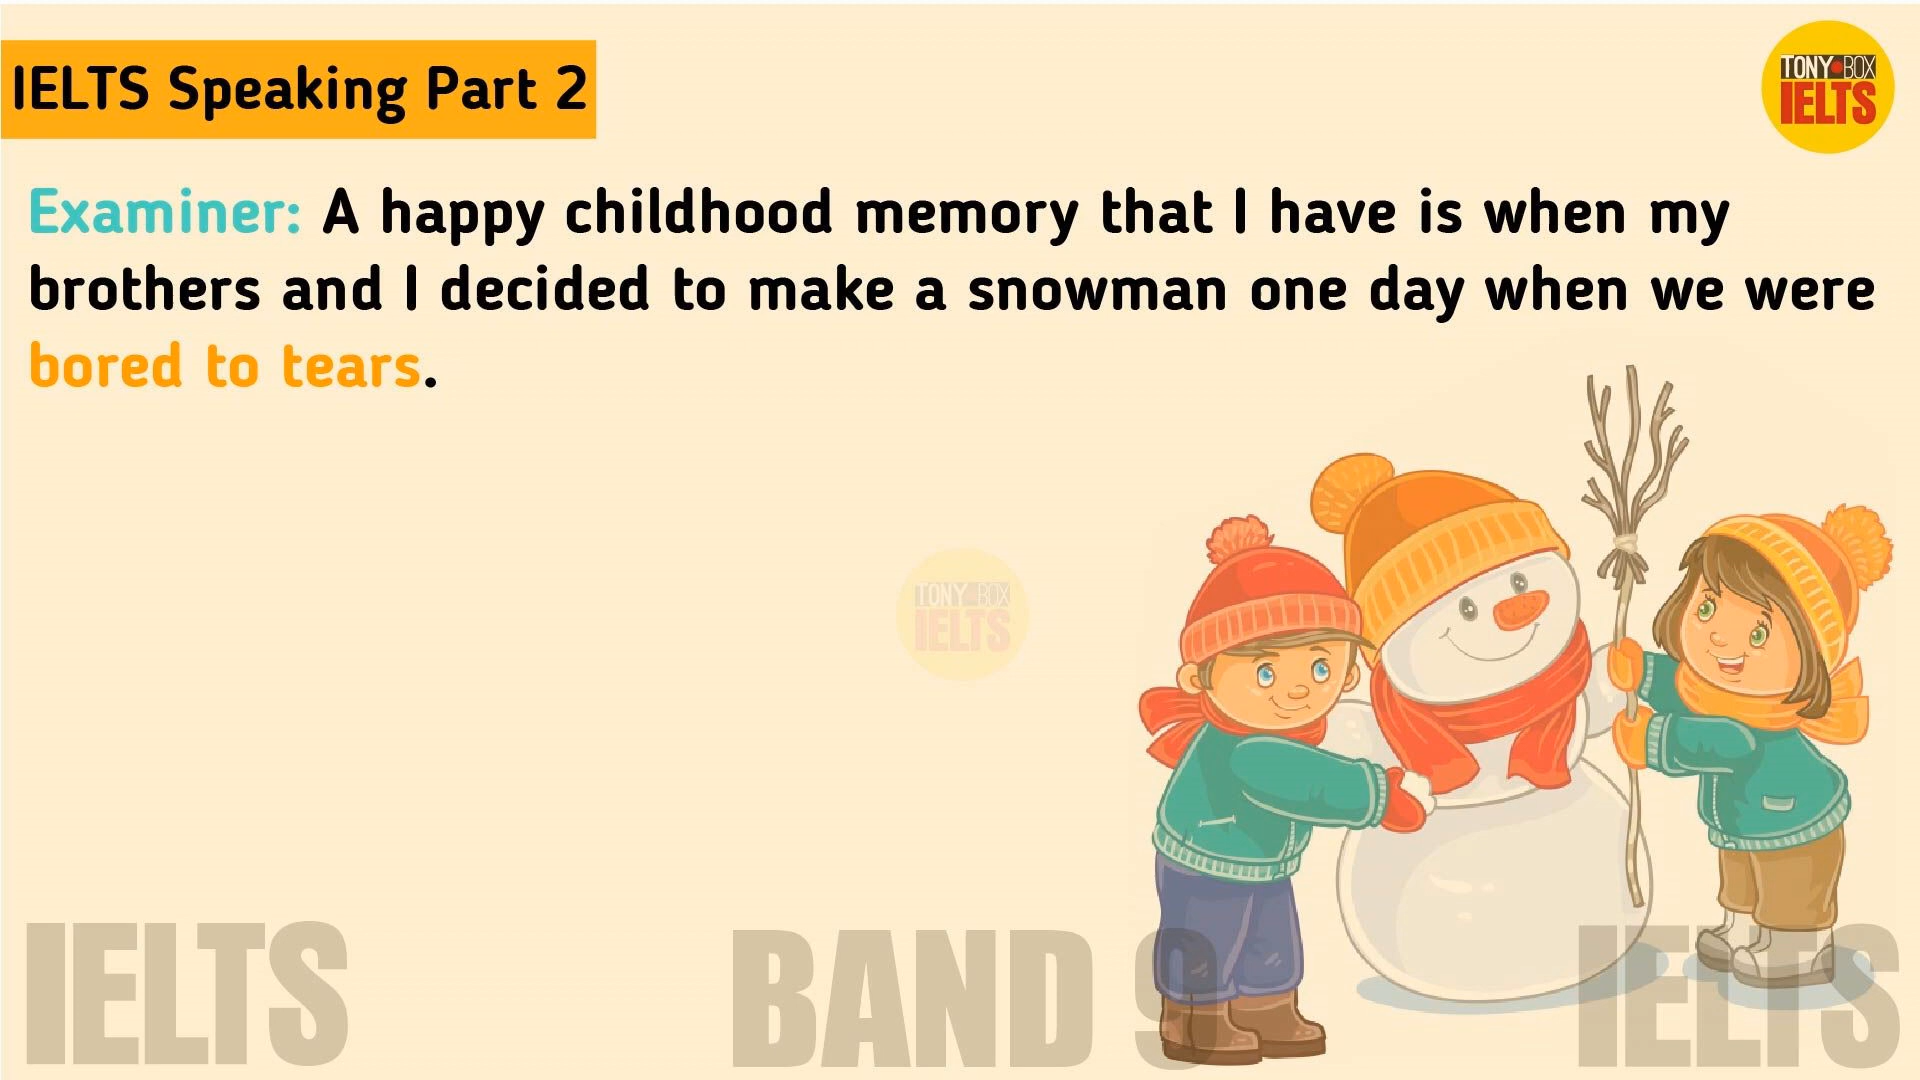 IELTS Speaking Part 2
TONY BOX
IELTS
Examiner: A happy childhood memory that I have is when my
brothers and I decided to make a snowman one day when we were
bored to tears.
TONY BOX
IELTS
IELTS
BAND 9
IELTS